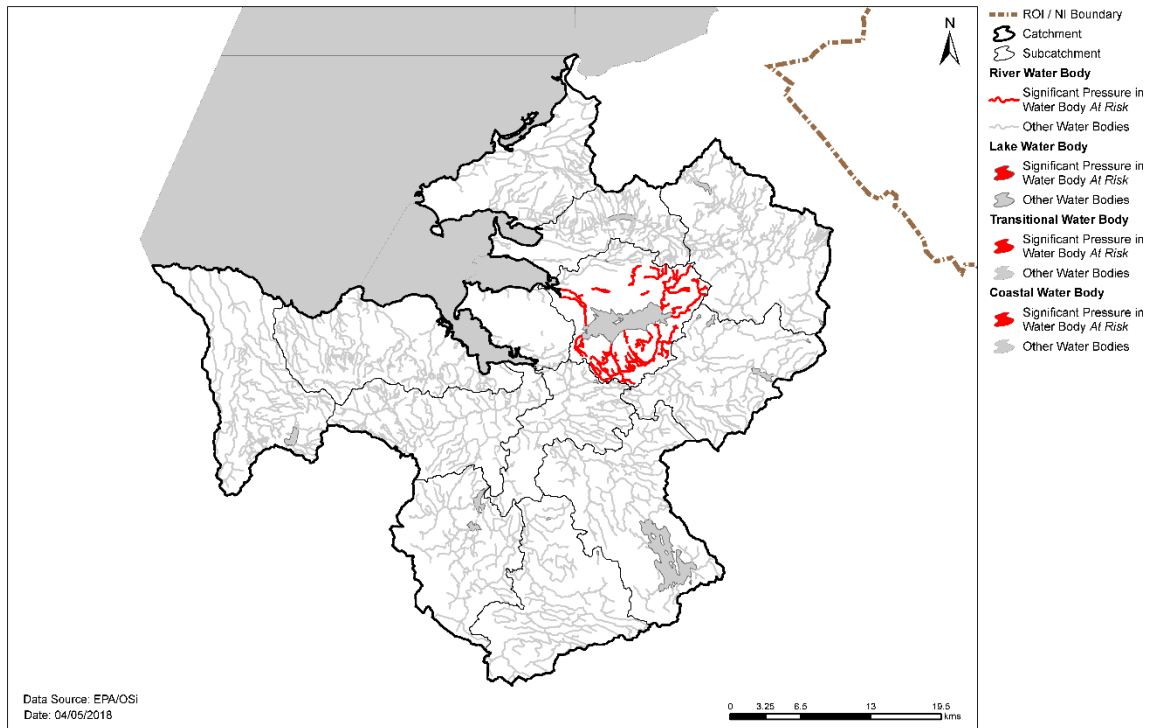 N
ROI / NI Boundary
Catchment
Subcatchment
River Water Body
Significant Pressure in
Water Body At Risk
Other Water Bodies
Lake Water Body
Significant Pressure in
Water Body At Risk
Other Water Bodies
Transitional Water Body
Significant Pressure in
Water Body At Risk
Other Water Bodies
Coastal Water Body
Significant Pressure in
Water Body At Risk
Other Water Bodies
Data Source: EPA/OSi
Date: 04/05/2018
0 3.25 6.5 13 19.5
kms